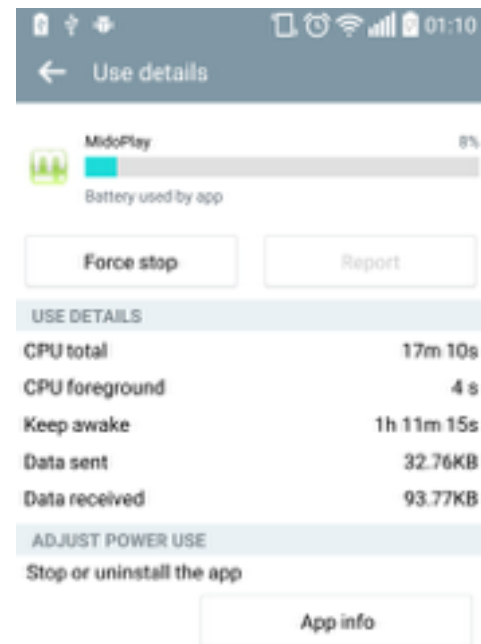 01:10
Use details
MidoPlay 8%
Battery used by app
Force stop Report
USE DETAILS
CPU total 17m 10s
CPU foreground 4 s
Keep awake 1h 11m 15s
Data sent 32.76KB
Data received 93.77KB
ADJUST POWER USE
Stop or uninstall the app
App info